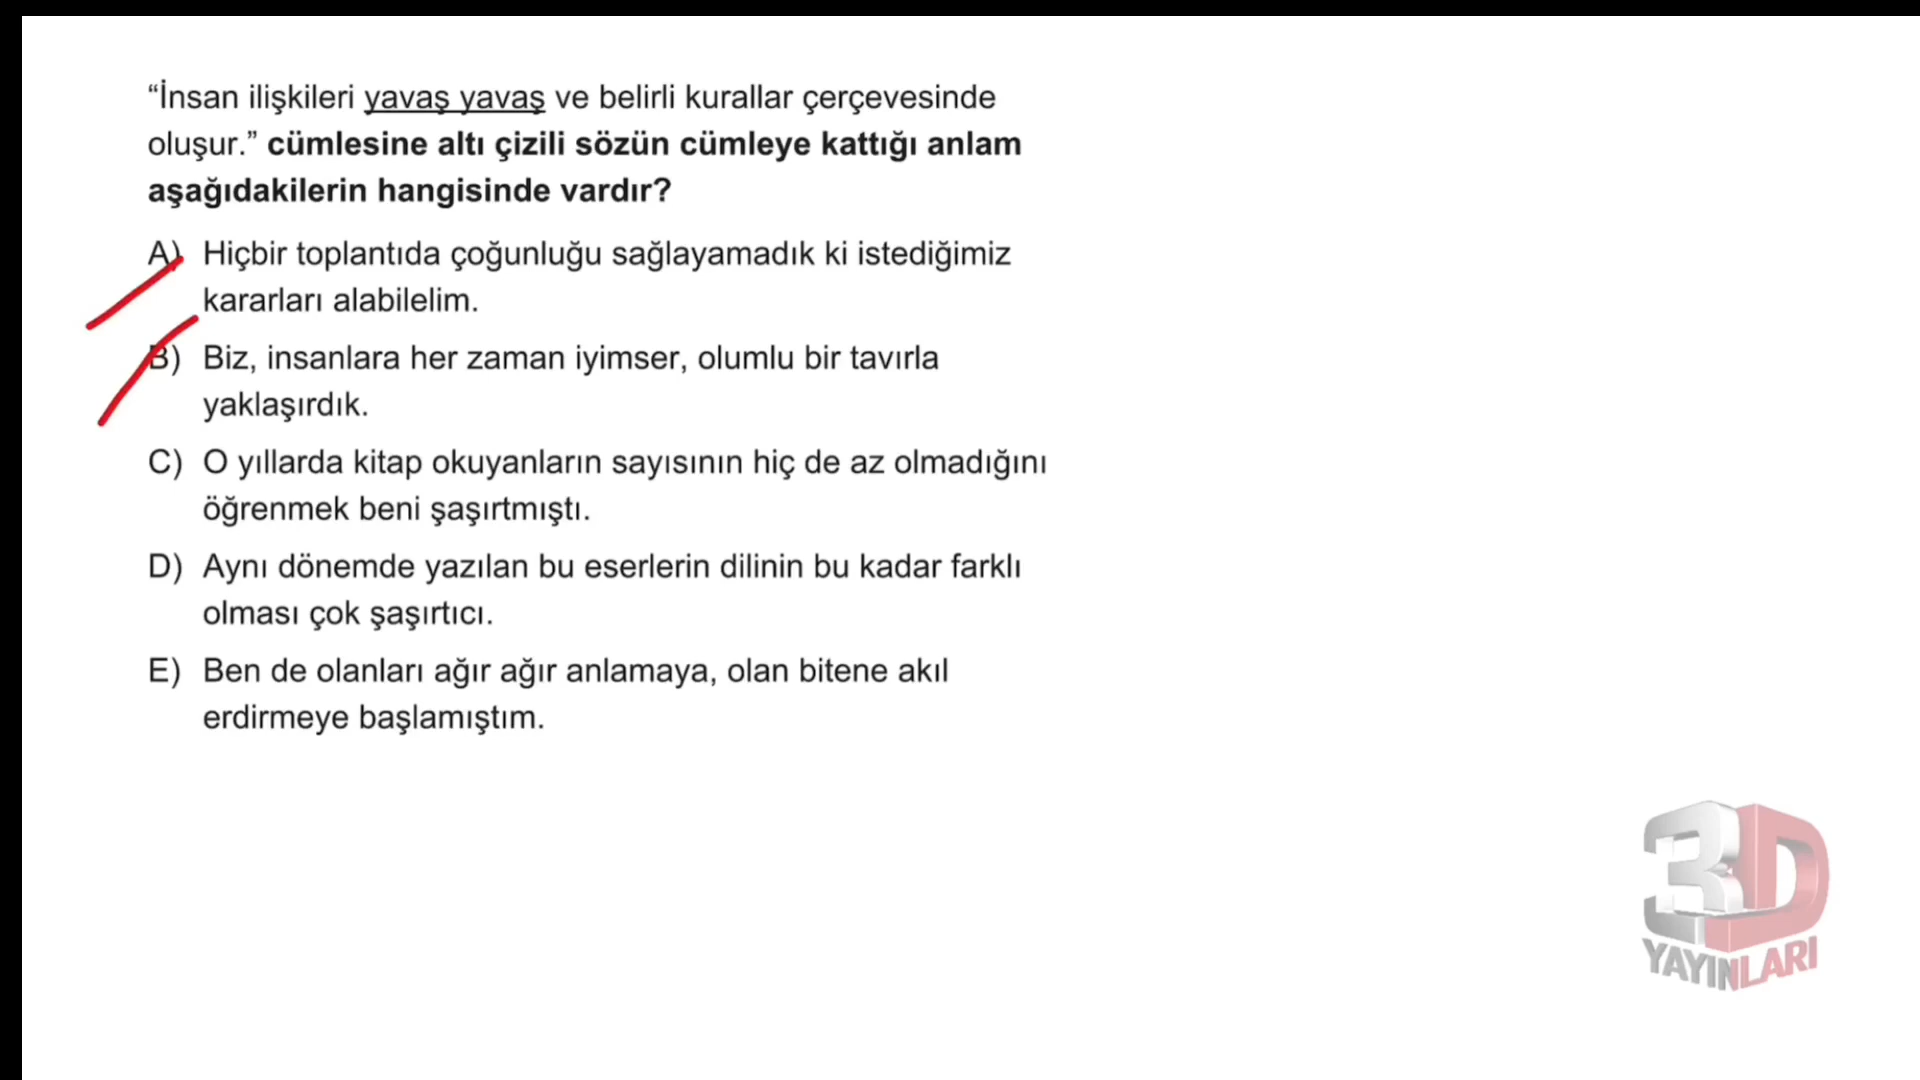 “İnsan ilişkileri yavaş yavaş ve belirli kurallar çerçevesinde
oluşur.” cümlesine altı çizili sözün cümleye kattığı anlam
aşağıdakilerin hangisinde vardır?
A) Hiçbir toplantıda çoğunluğu sağlayamadık ki istediğimiz
kararları alabilelim.
B) Biz, insanlara her zaman iyimser, olumlu bir tavırla
yaklaşırdık.
C) O yıllarda kitap okuyanların sayısının hiç de az olmadığını
öğrenmek beni şaşırtmıştı.
D) Aynı dönemde yazılan bu eserlerin dilinin bu kadar farklı
olması çok şaşırtıcı.
E) Ben de olanları ağır ağır anlamaya, olan bitene akıl
erdirmeye başlamıştım.
3D
YAYINLARI